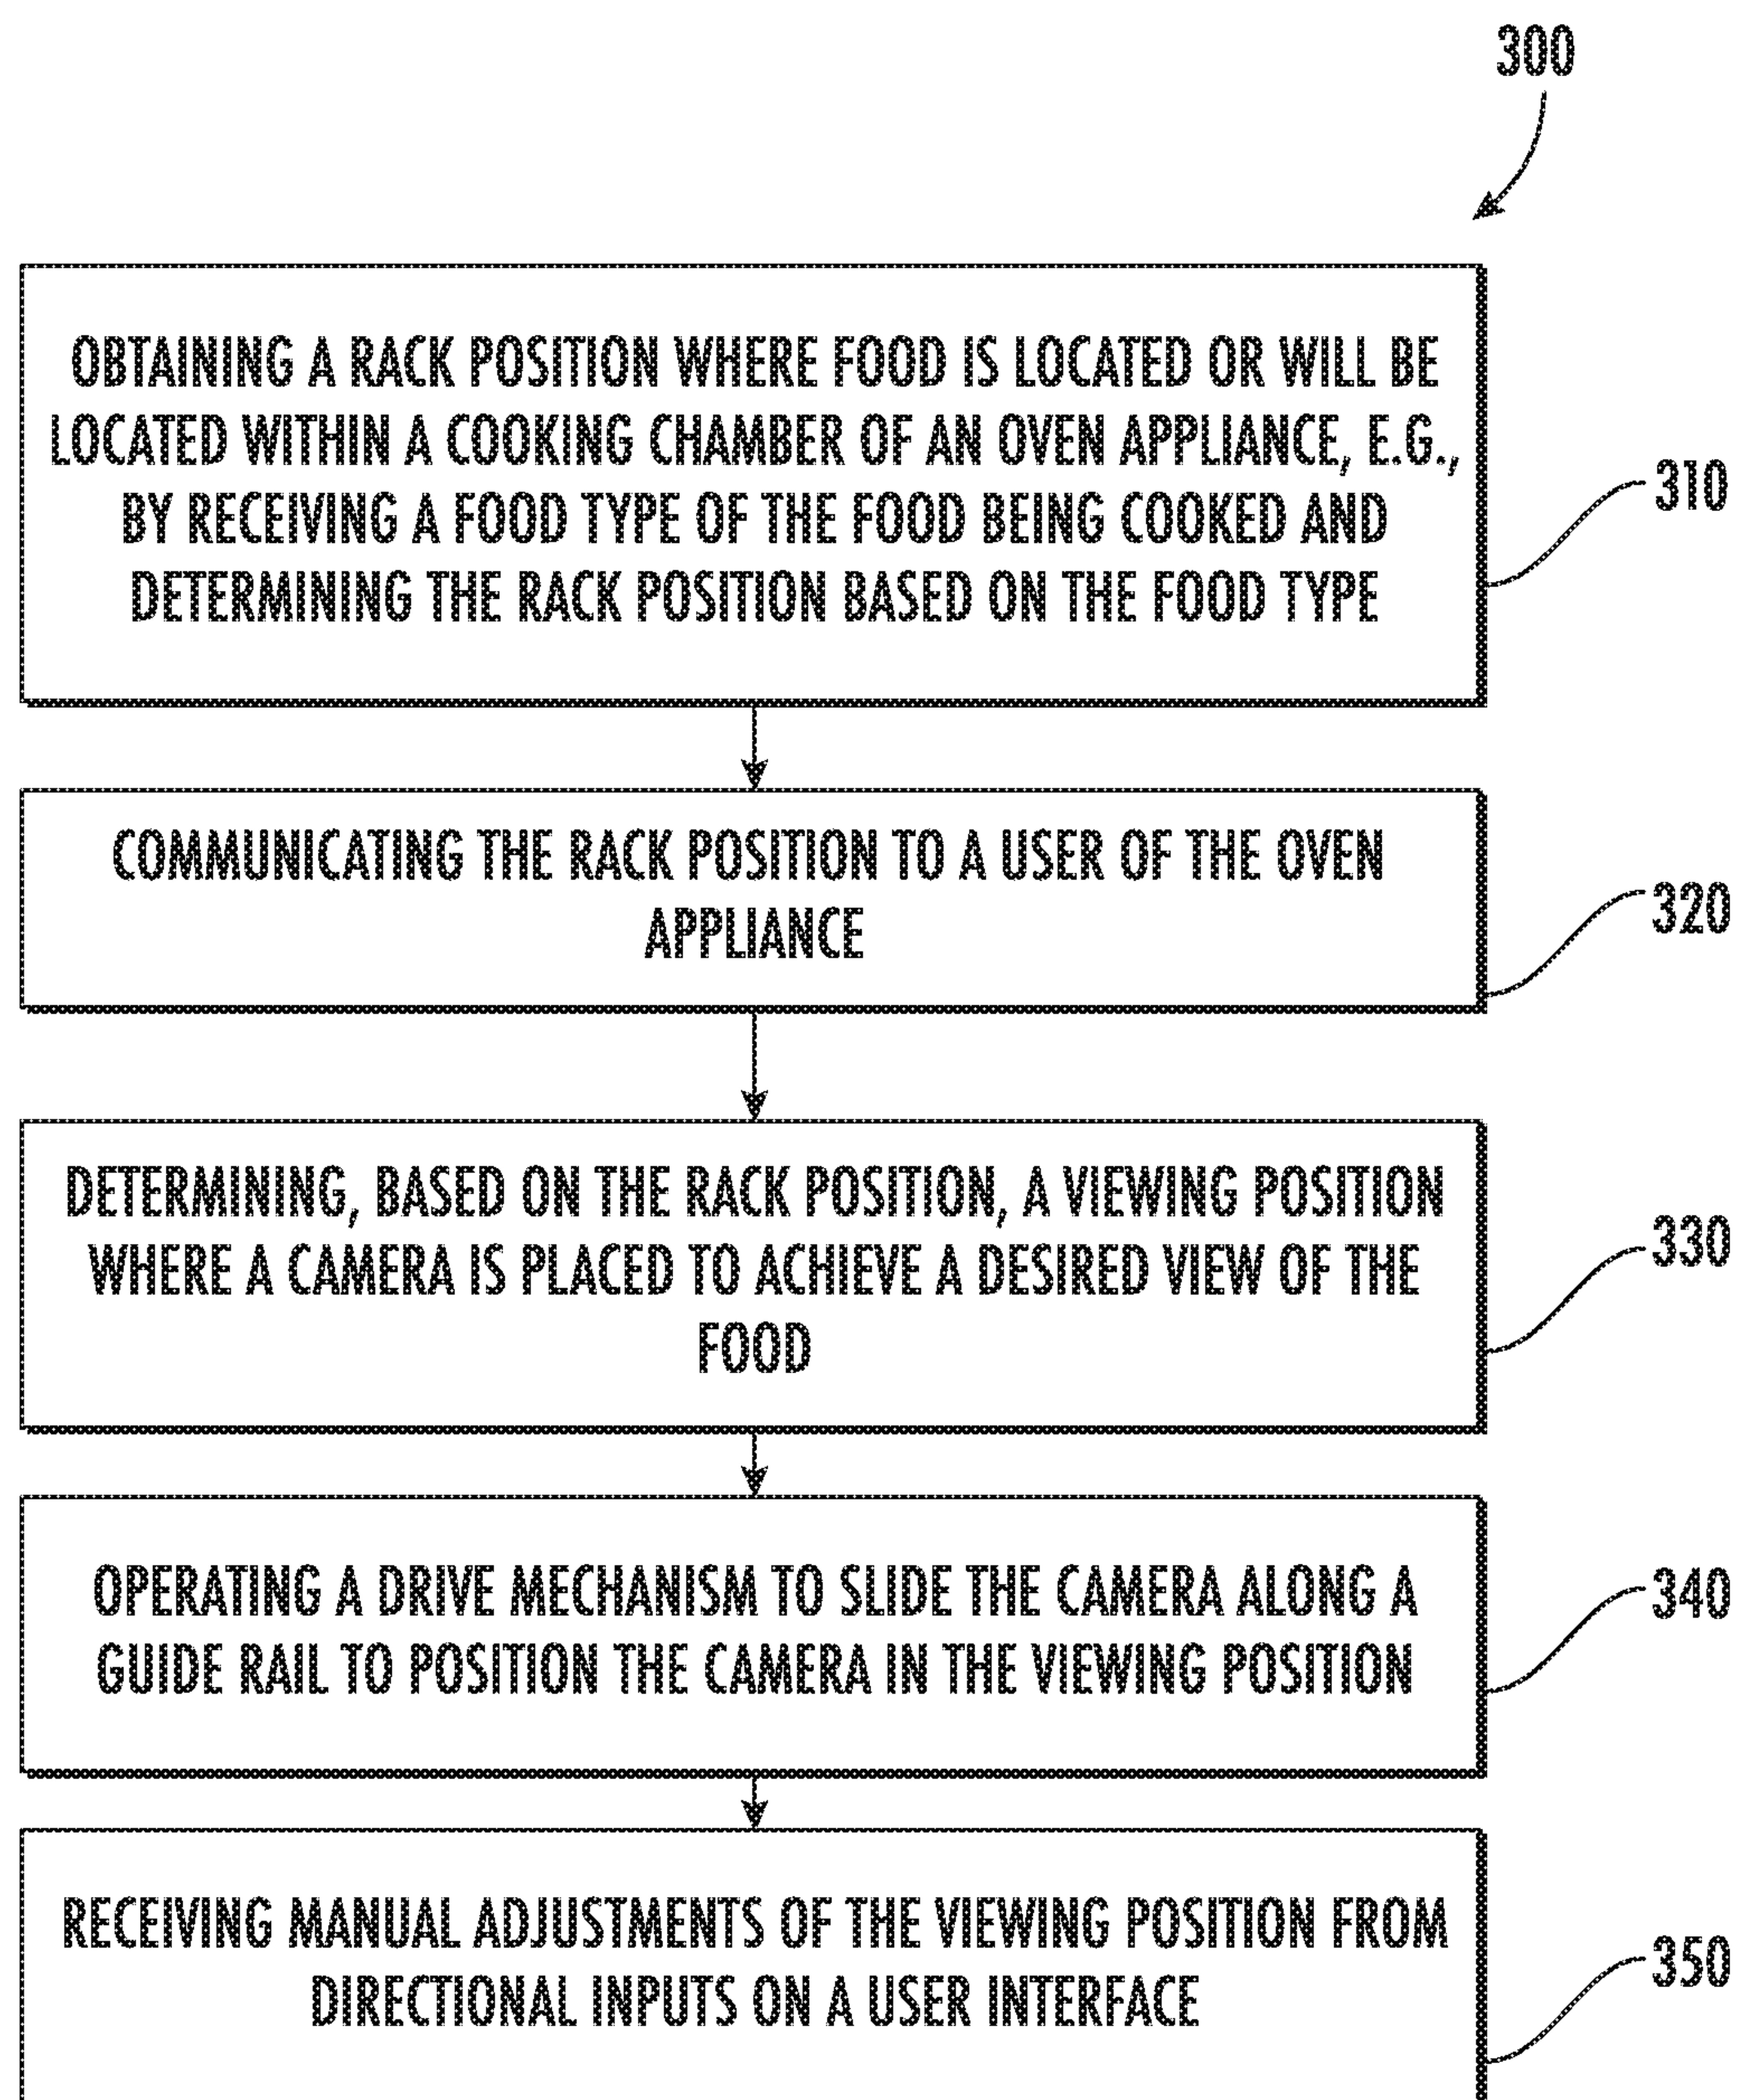 300
OBTAINING A RACK POSITION WHERE FOOD IS LOCATED OR WILL BE
LOCATED WITHIN A COOKING CHAMBER OF AN OVEN APPLIANCE, E.G.,
BY RECEIVING A FOOD TYPE OF THE FOOD BEING COOKED AND
DETERMINING THE RACK POSITION BASED ON THE FOOD TYPE
310
COMMUNICATING THE RACK POSITION TO A USER OF THE OVEN
APPLIANCE
320
DETERMINING, BASED ON THE RACK POSITION, A VIEWING POSITION
WHERE A CAMERA IS PLACED TO ACHIEVE A DESIRED VIEW OF THE
FOOD
330
OPERATING A DRIVE MECHANISM TO SLIDE THE CAMERA ALONG A
GUIDE RAIL TO POSITION THE CAMERA IN THE VIEWING POSITION
340
RECEIVING MANUAL ADJUSTMENTS OF THE VIEWING POSITION FROM
DIRECTIONAL INPUTS ON A USER INTERFACE
350